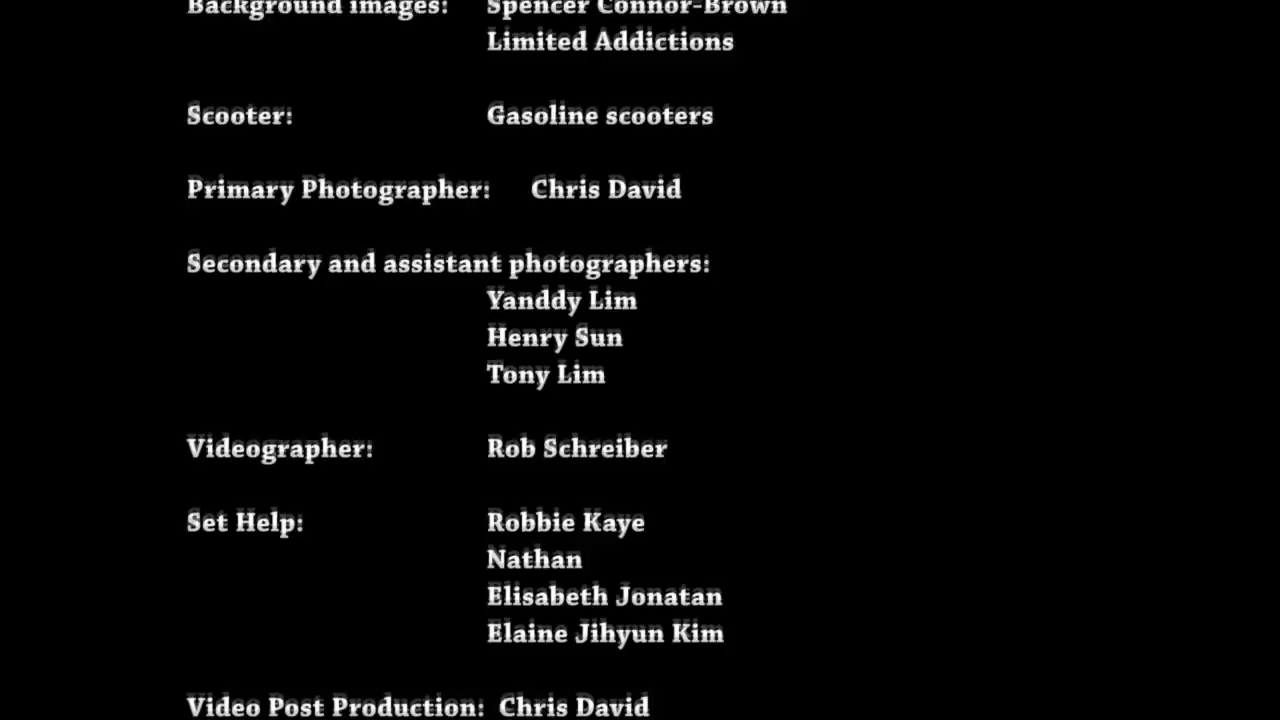 Background images: Spencer Connor-Brown
Limited Addictions
Scooter: Gasoline scooters
Primary Photographer: Chris David
Secondary and assistant photographers:
Yanddy Lim
Henry Sun
Tony Lim
Videographer: Rob Schreiber
Set Help: Robbie Kaye
Nathan
Elisabeth Jonatan
Elaine Jihyun Kim
Video Post Production: Chris David